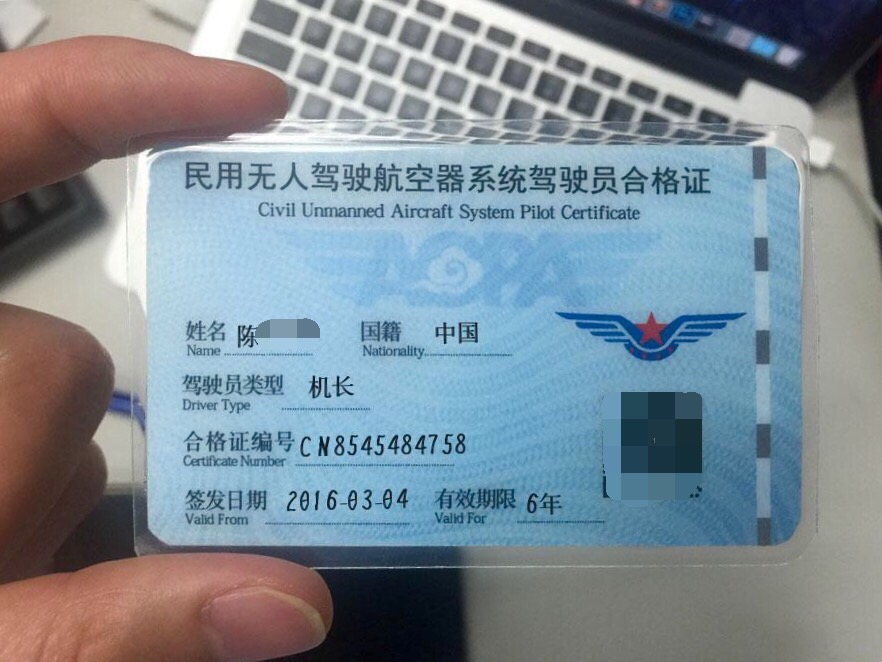 民用无人驾驶航空器系统驾驶员合格证
Civil Unmanned Aircraft System Pilot Certificate
AOPA
姓名 陈 国籍 中国
Name Nationality
驾驶员类型 机长
Driver Type
合格证编号 CN8545484758
Certificate Number
签发日期 2016-03-04 有效期限 6年
Valid From Valid For